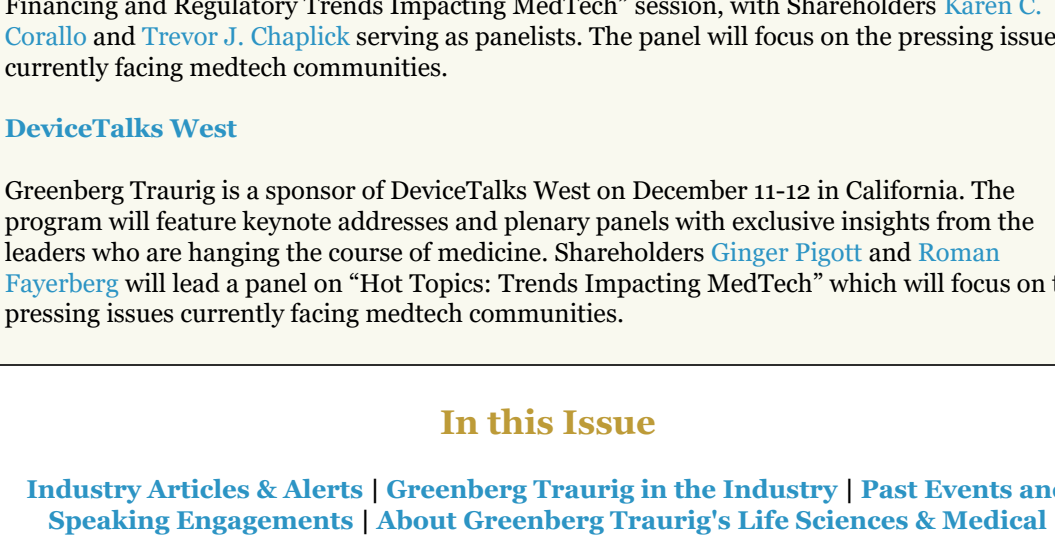 Financing and Regulatory Trends Impacting MedTech” session, with Shareholders Karen C.
Corallo and Trevor J. Chaplick serving as panelists. The panel will focus on the pressing issue
currently facing medtech communities.
DeviceTalks West
Greenberg Traurig is a sponsor of DeviceTalks West on December 11-12 in California. The
program will feature keynote addresses and plenary panels with exclusive insights from the
leaders who are hanging the course of medicine. Shareholders Ginger Pigott and Roman
Fayerberg will lead a panel on “Hot Topics: Trends Impacting MedTech” which will focus on
pressing issues currently facing medtech communities.
In this Issue
Industry Articles & Alerts | Greenberg Traurig in the Industry | Past Events and
Speaking Engagements | About Greenberg Traurig's Life Sciences & Medical